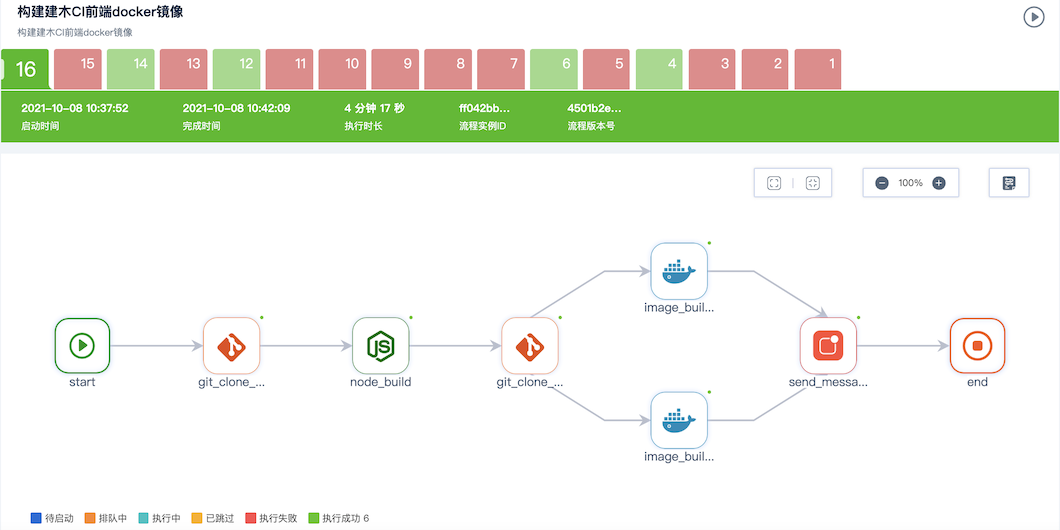 构建建木CI前端docker镜像
构建建木CI前端docker镜像
16 15 14 13 12 11 10 9 8 7 6 5 4 3 2 1
2021-10-08 10:37:52 2021-10-08 10:42:09 4 分钟 17 秒 ff042bb... 4501b2e...
启动时间 完成时间 执行时长 流程实例ID 流程版本号
100%
image_buil...
start git_clone_... node_build git_clone_... send_messa... end
image_buil...
待启动 排队中 执行中 已跳过 执行失败 执行成功 6